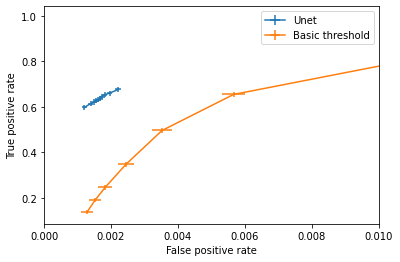 1.0
0.8
0.6
0.4
0.2
True positive rate
Unet
Basic threshold
0.000
0.002
0.004
0.006
0.008
0.010
False positive rate